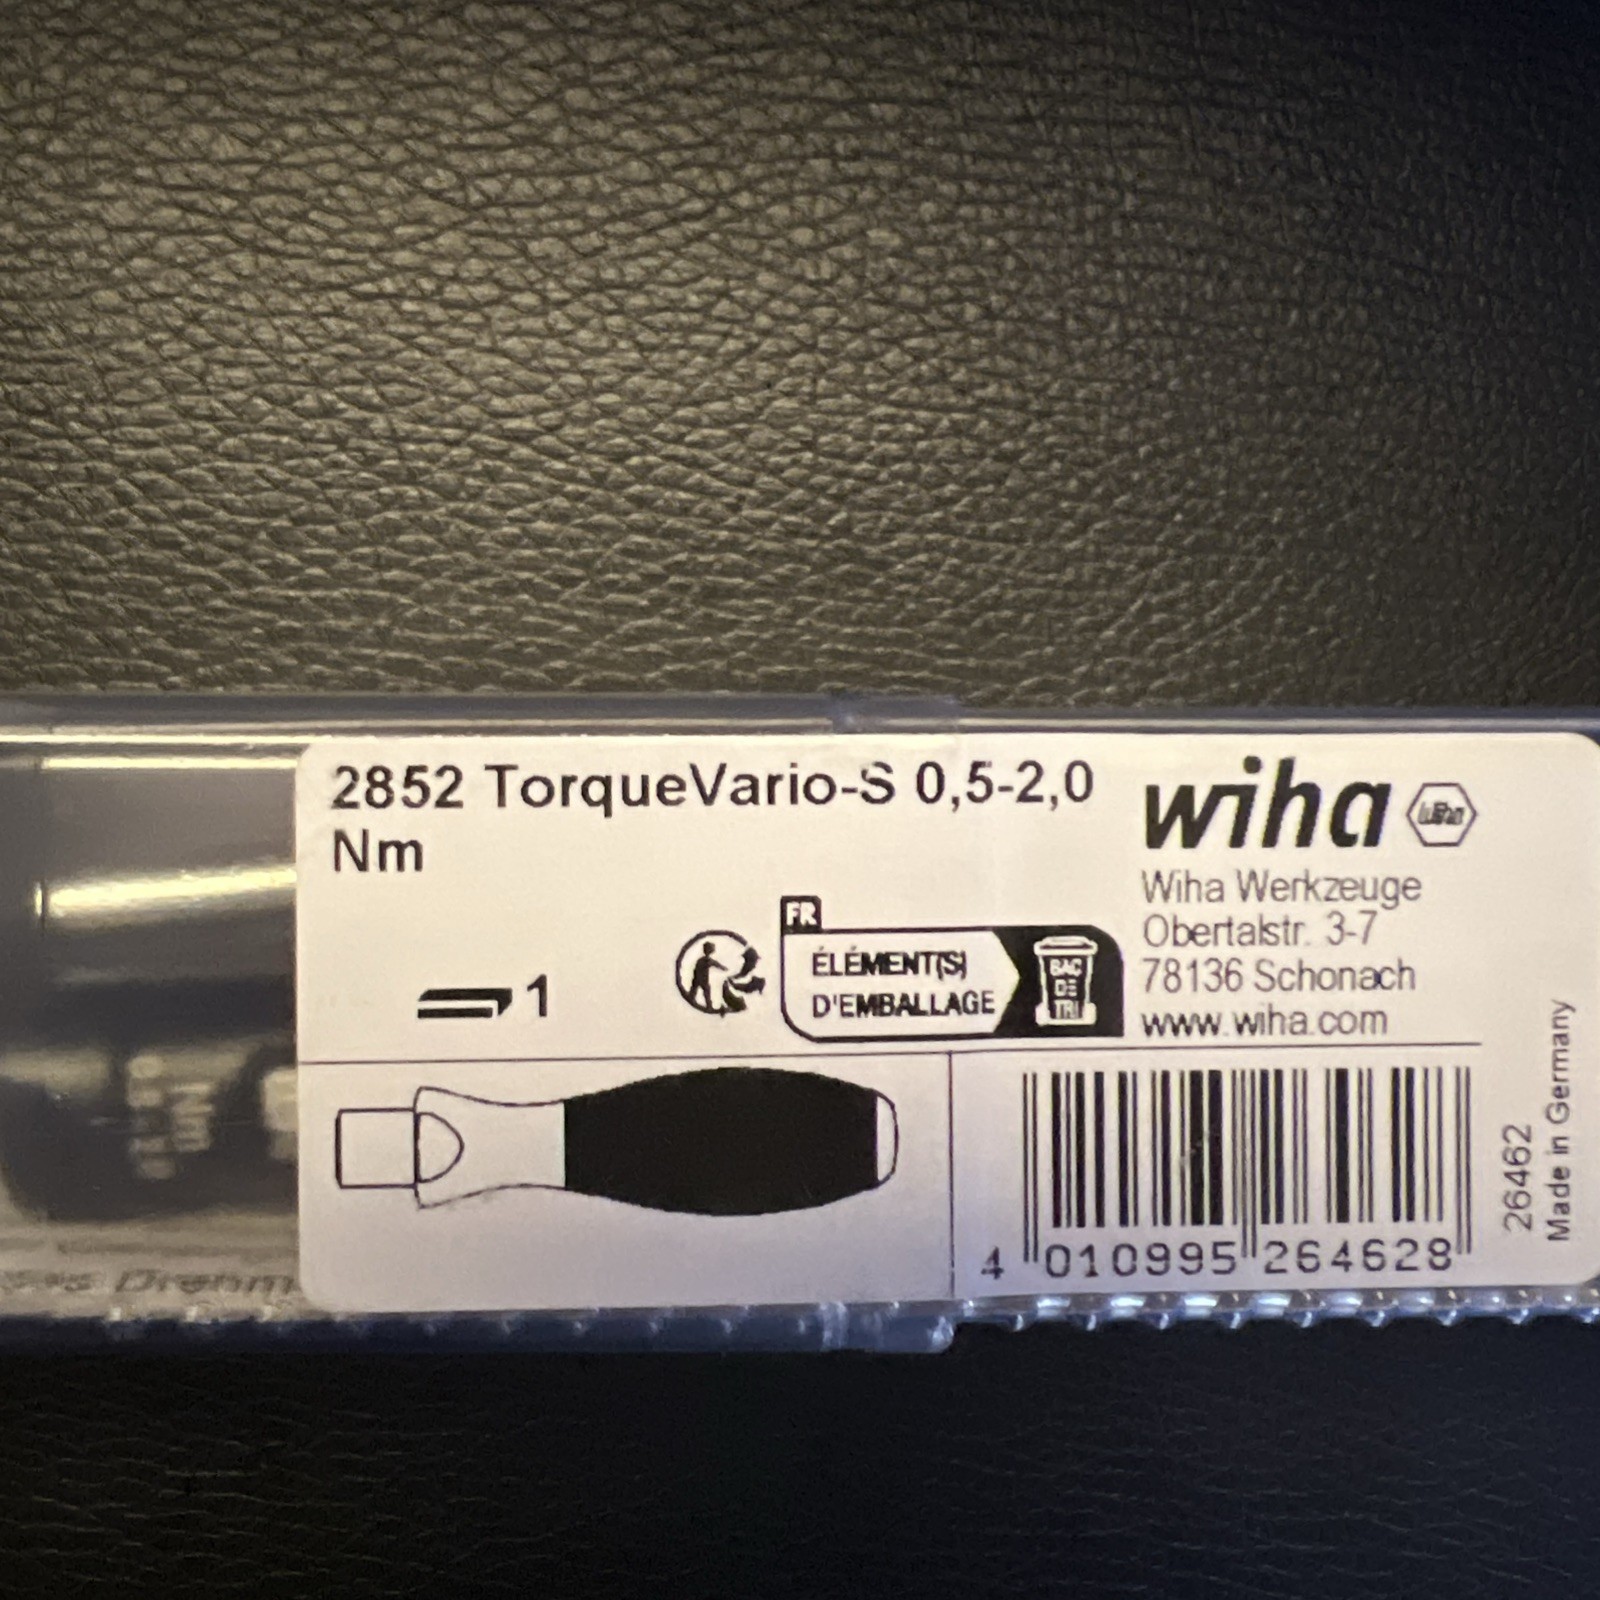 2852 TorqueVario-S 0,5-2,0
Nm
1
FR
ÉLÉMENT(S)
D'EMBALLAGE
BAC
DE
TRI
wiha
wiha
Wiha Werkzeuge
Obertalstr. 3-7
78136 Schonach
www.wiha.com
4 010995 264628
26462
Made in Germany